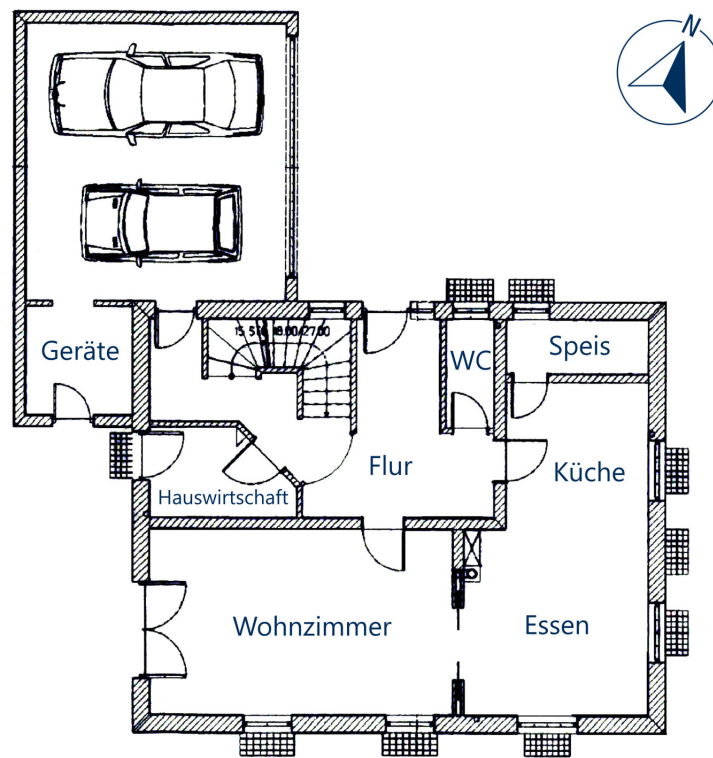 N
Geräte
WC
Speis
Flur
Küche
Hauswirtschaft
Wohnzimmer
Essen